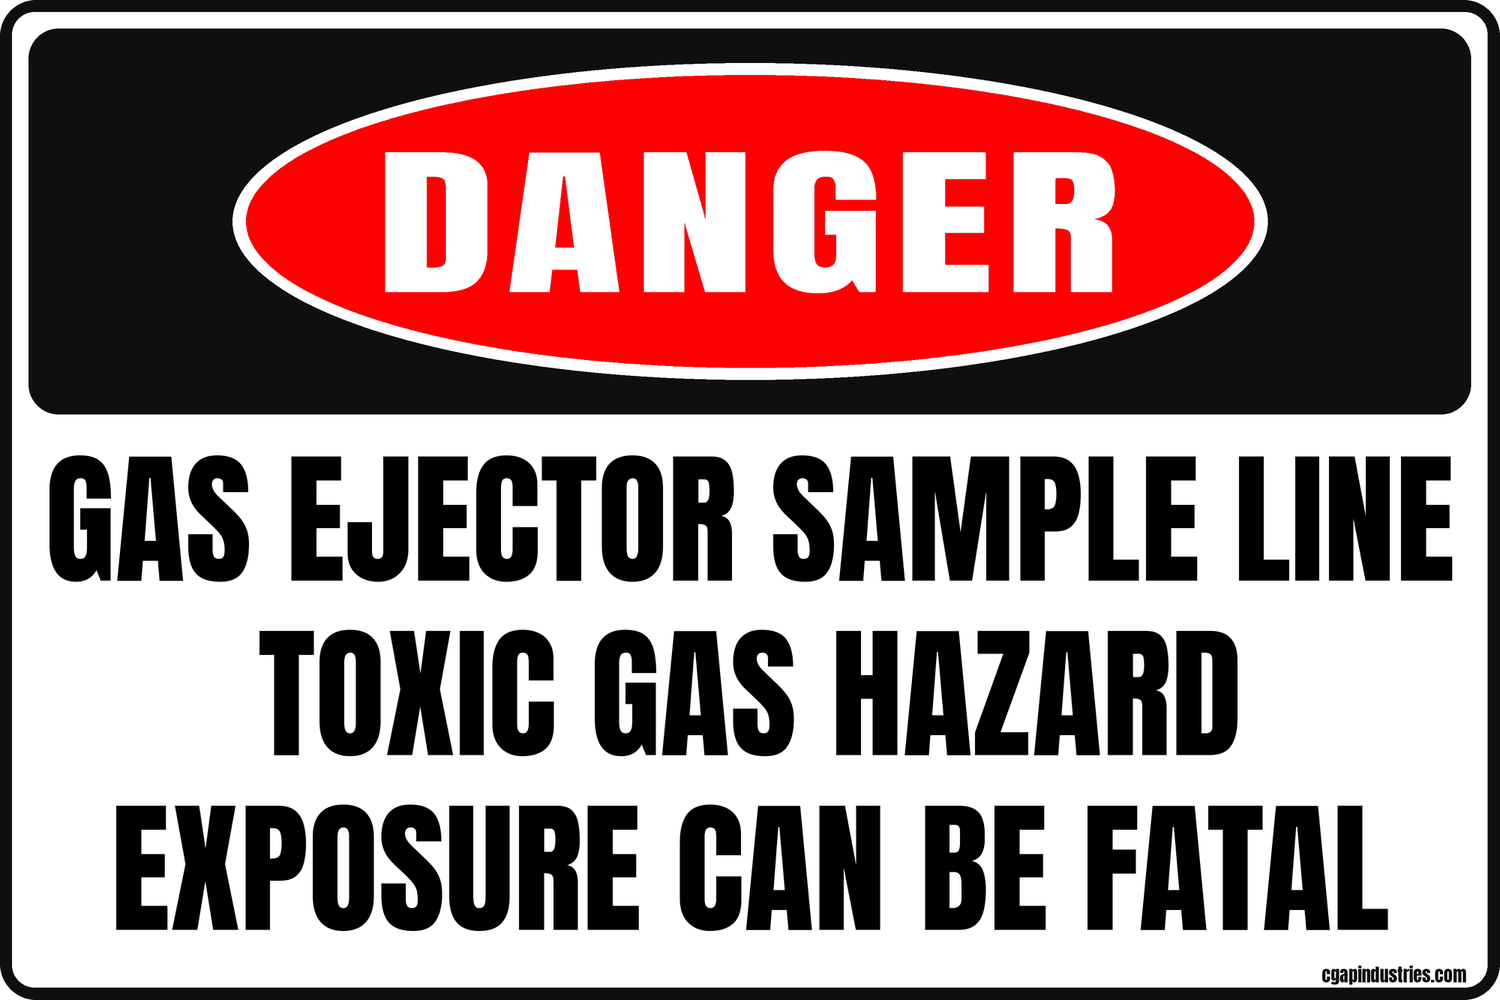 DANGER
GAS EJECTOR SAMPLE LINE
TOXIC GAS HAZARD
EXPOSURE CAN BE FATAL
cgapindustries.com